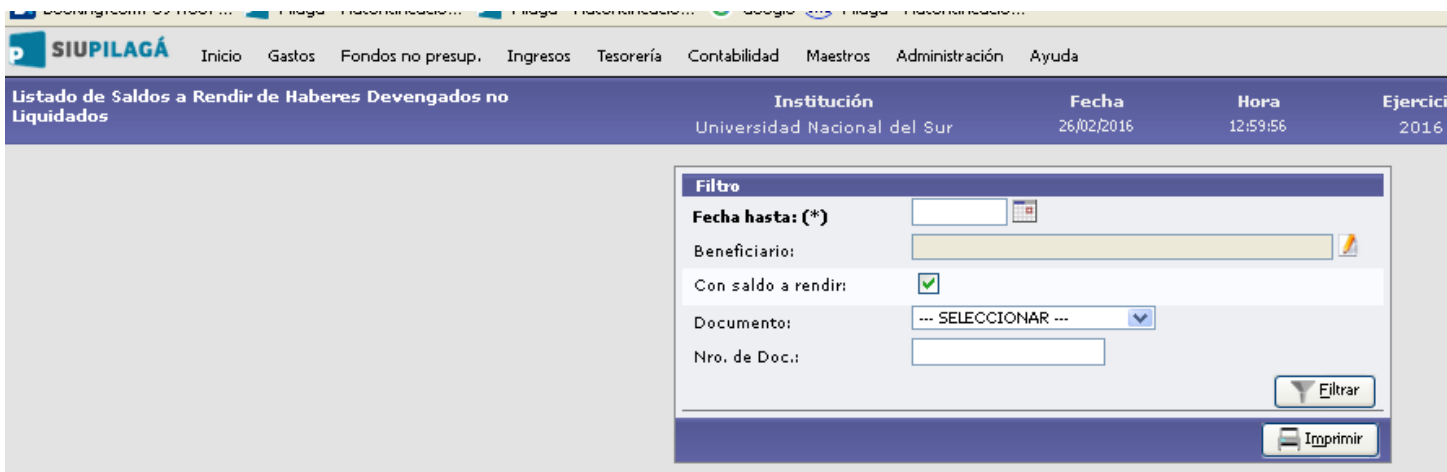 SIUPILAGÁ Inicio Gastos Fondos no presup. Ingresos Tesorería Contabilidad Maestros Administración Ayuda
Listado de Saldos a Rendir de Haberes Devengados no
Liquidados
Institución Fecha Hora Ejercici
Universidad Nacional del Sur 26/02/2016 12:59:56 2016
Filtro
Fecha hasta: (*)
Beneficiario:
Con saldo a rendir:
Documento: --- SELECCIONAR ---
Nro. de Doc.:
Filtrar
Imprimir